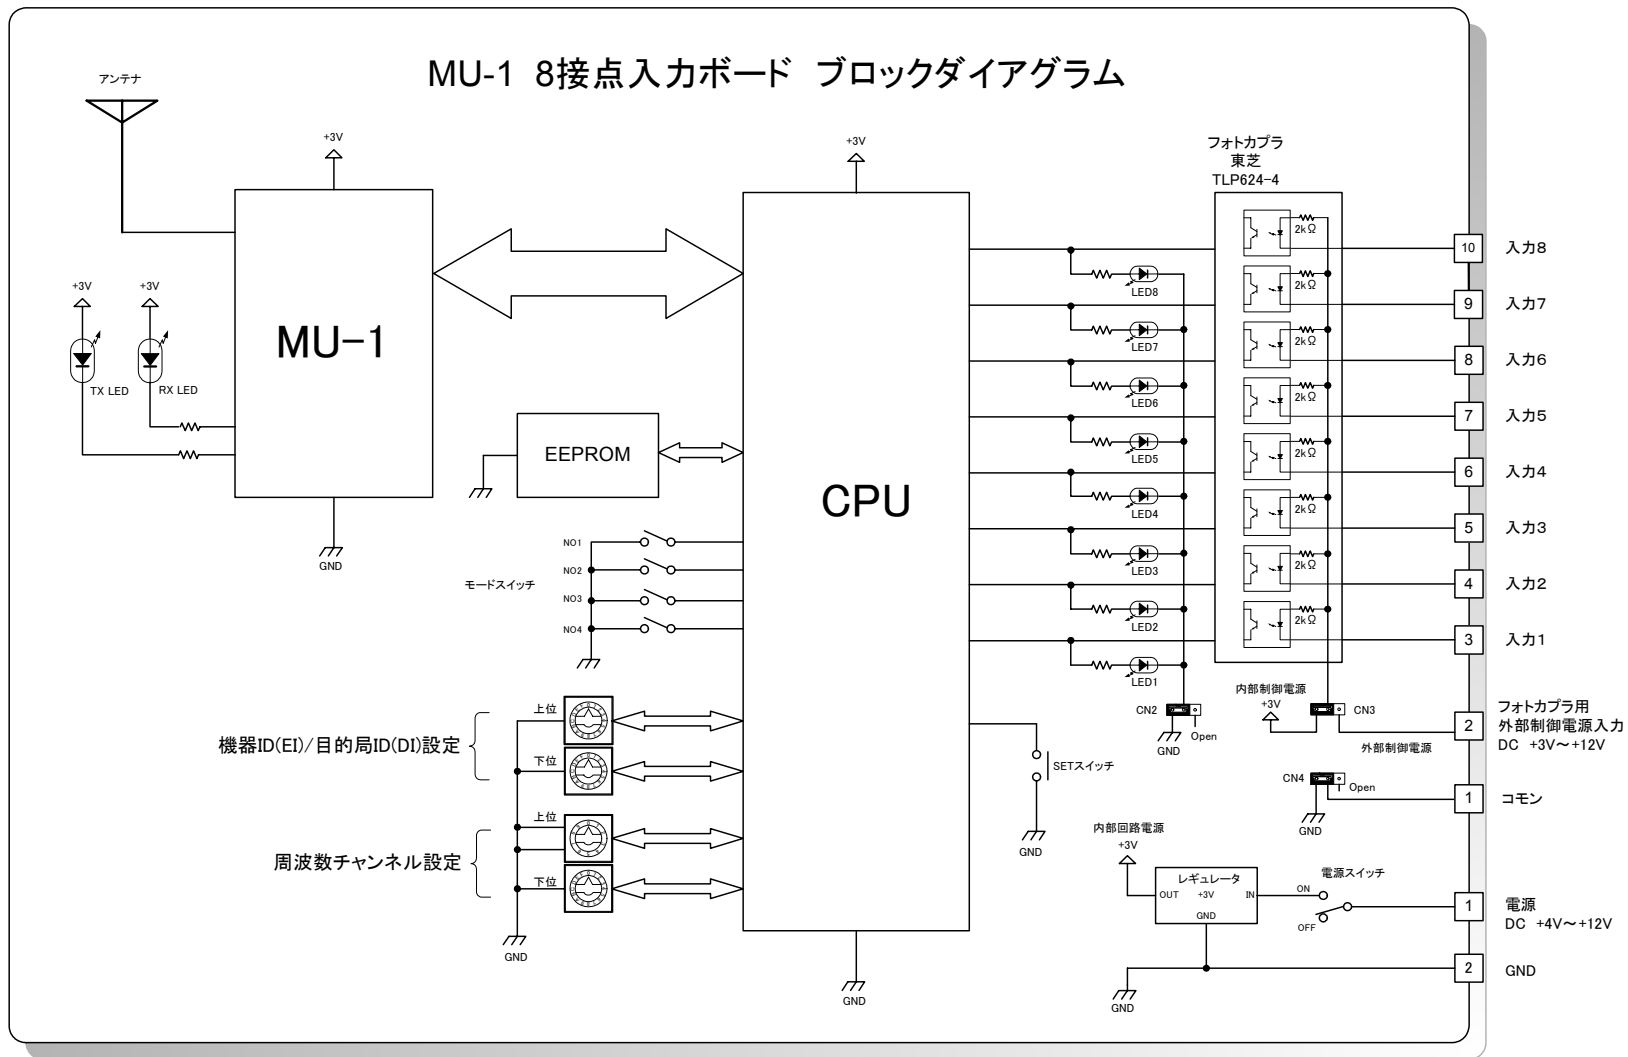 MU-1 8接点入力ボード ブロックダイアグラム
アンテナ
+3V
MU-1
GND
+3V
+3V
TX LED
RX LED
+3V
CPU
GND
EEPROM
モードスイッチ
NO1
NO2
NO3
NO4
機器ID(EI)/目的局ID(DI)設定
上位
下位
周波数チャンネル設定
上位
下位
GND
フォトカプラ
東芝
TLP624-4
2kΩ
2kΩ
2kΩ
2kΩ
2kΩ
2kΩ
2kΩ
2kΩ
LED8
LED7
LED6
LED5
LED4
LED3
LED2
LED1
CN2
GND
Open
SETスイッチ
GND
内部制御電源
+3V
CN3
外部制御電源
CN4
Open
GND
内部回路電源
+3V
レギュレータ
OUT +3V IN
GND
電源スイッチ
ON
OFF
GND
10 入力8
9 入力7
8 入力6
7 入力5
6 入力4
5 入力3
4 入力2
3 入力1
フォトカプラ用
2 外部制御電源入力
DC +3V～+12V
1 コモン
1 電源
DC +4V～+12V
2 GND